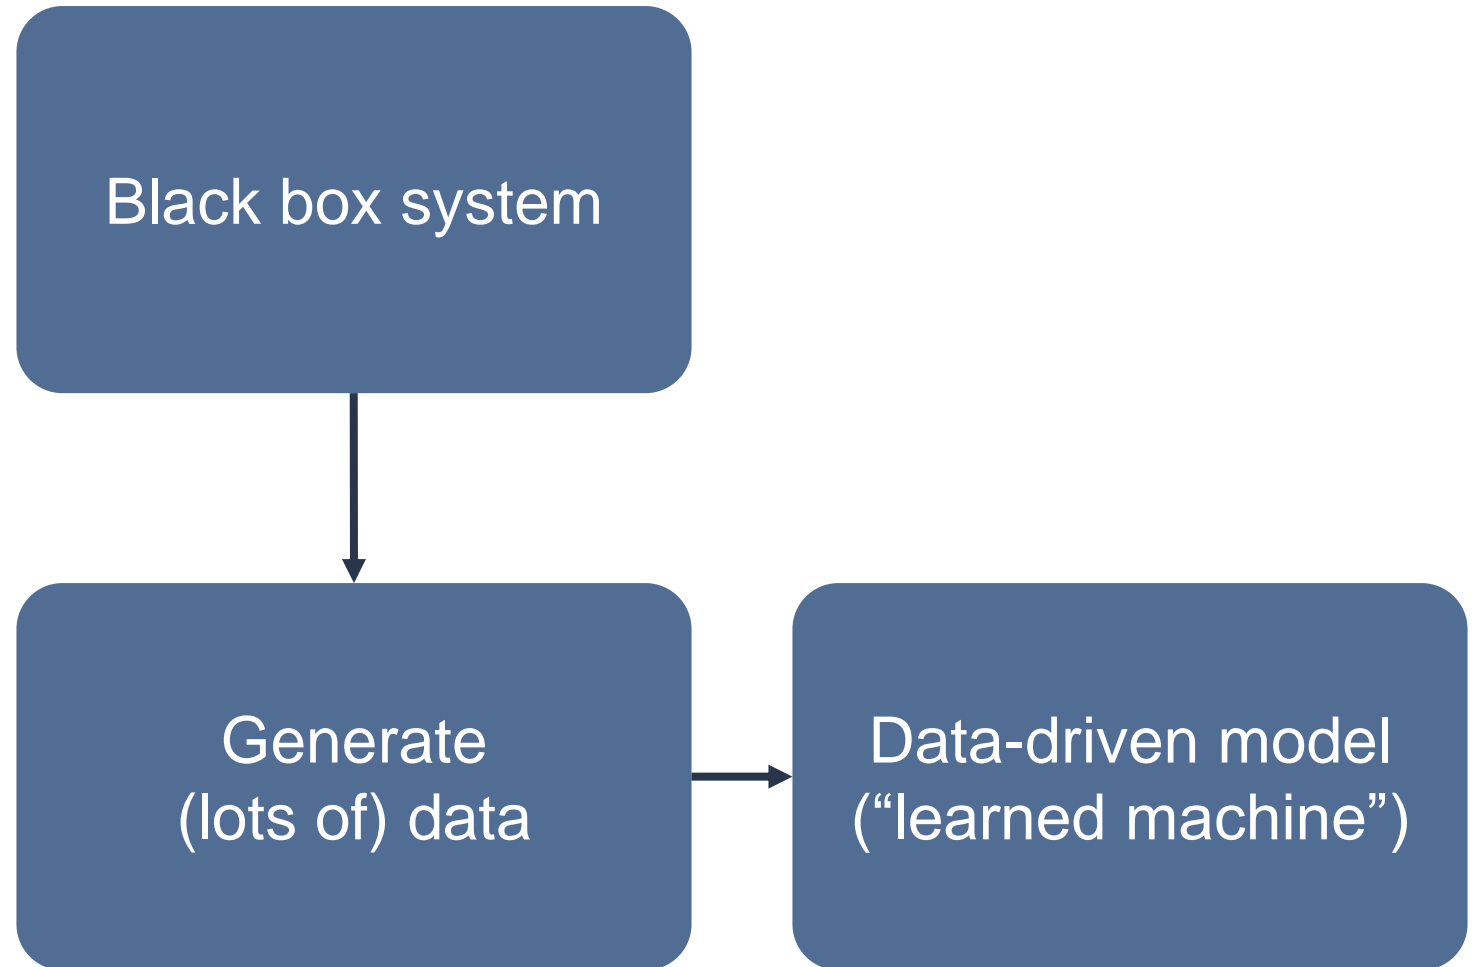 Black box system
Generate
(lots of) data
Data-driven model
(“learned machine”)